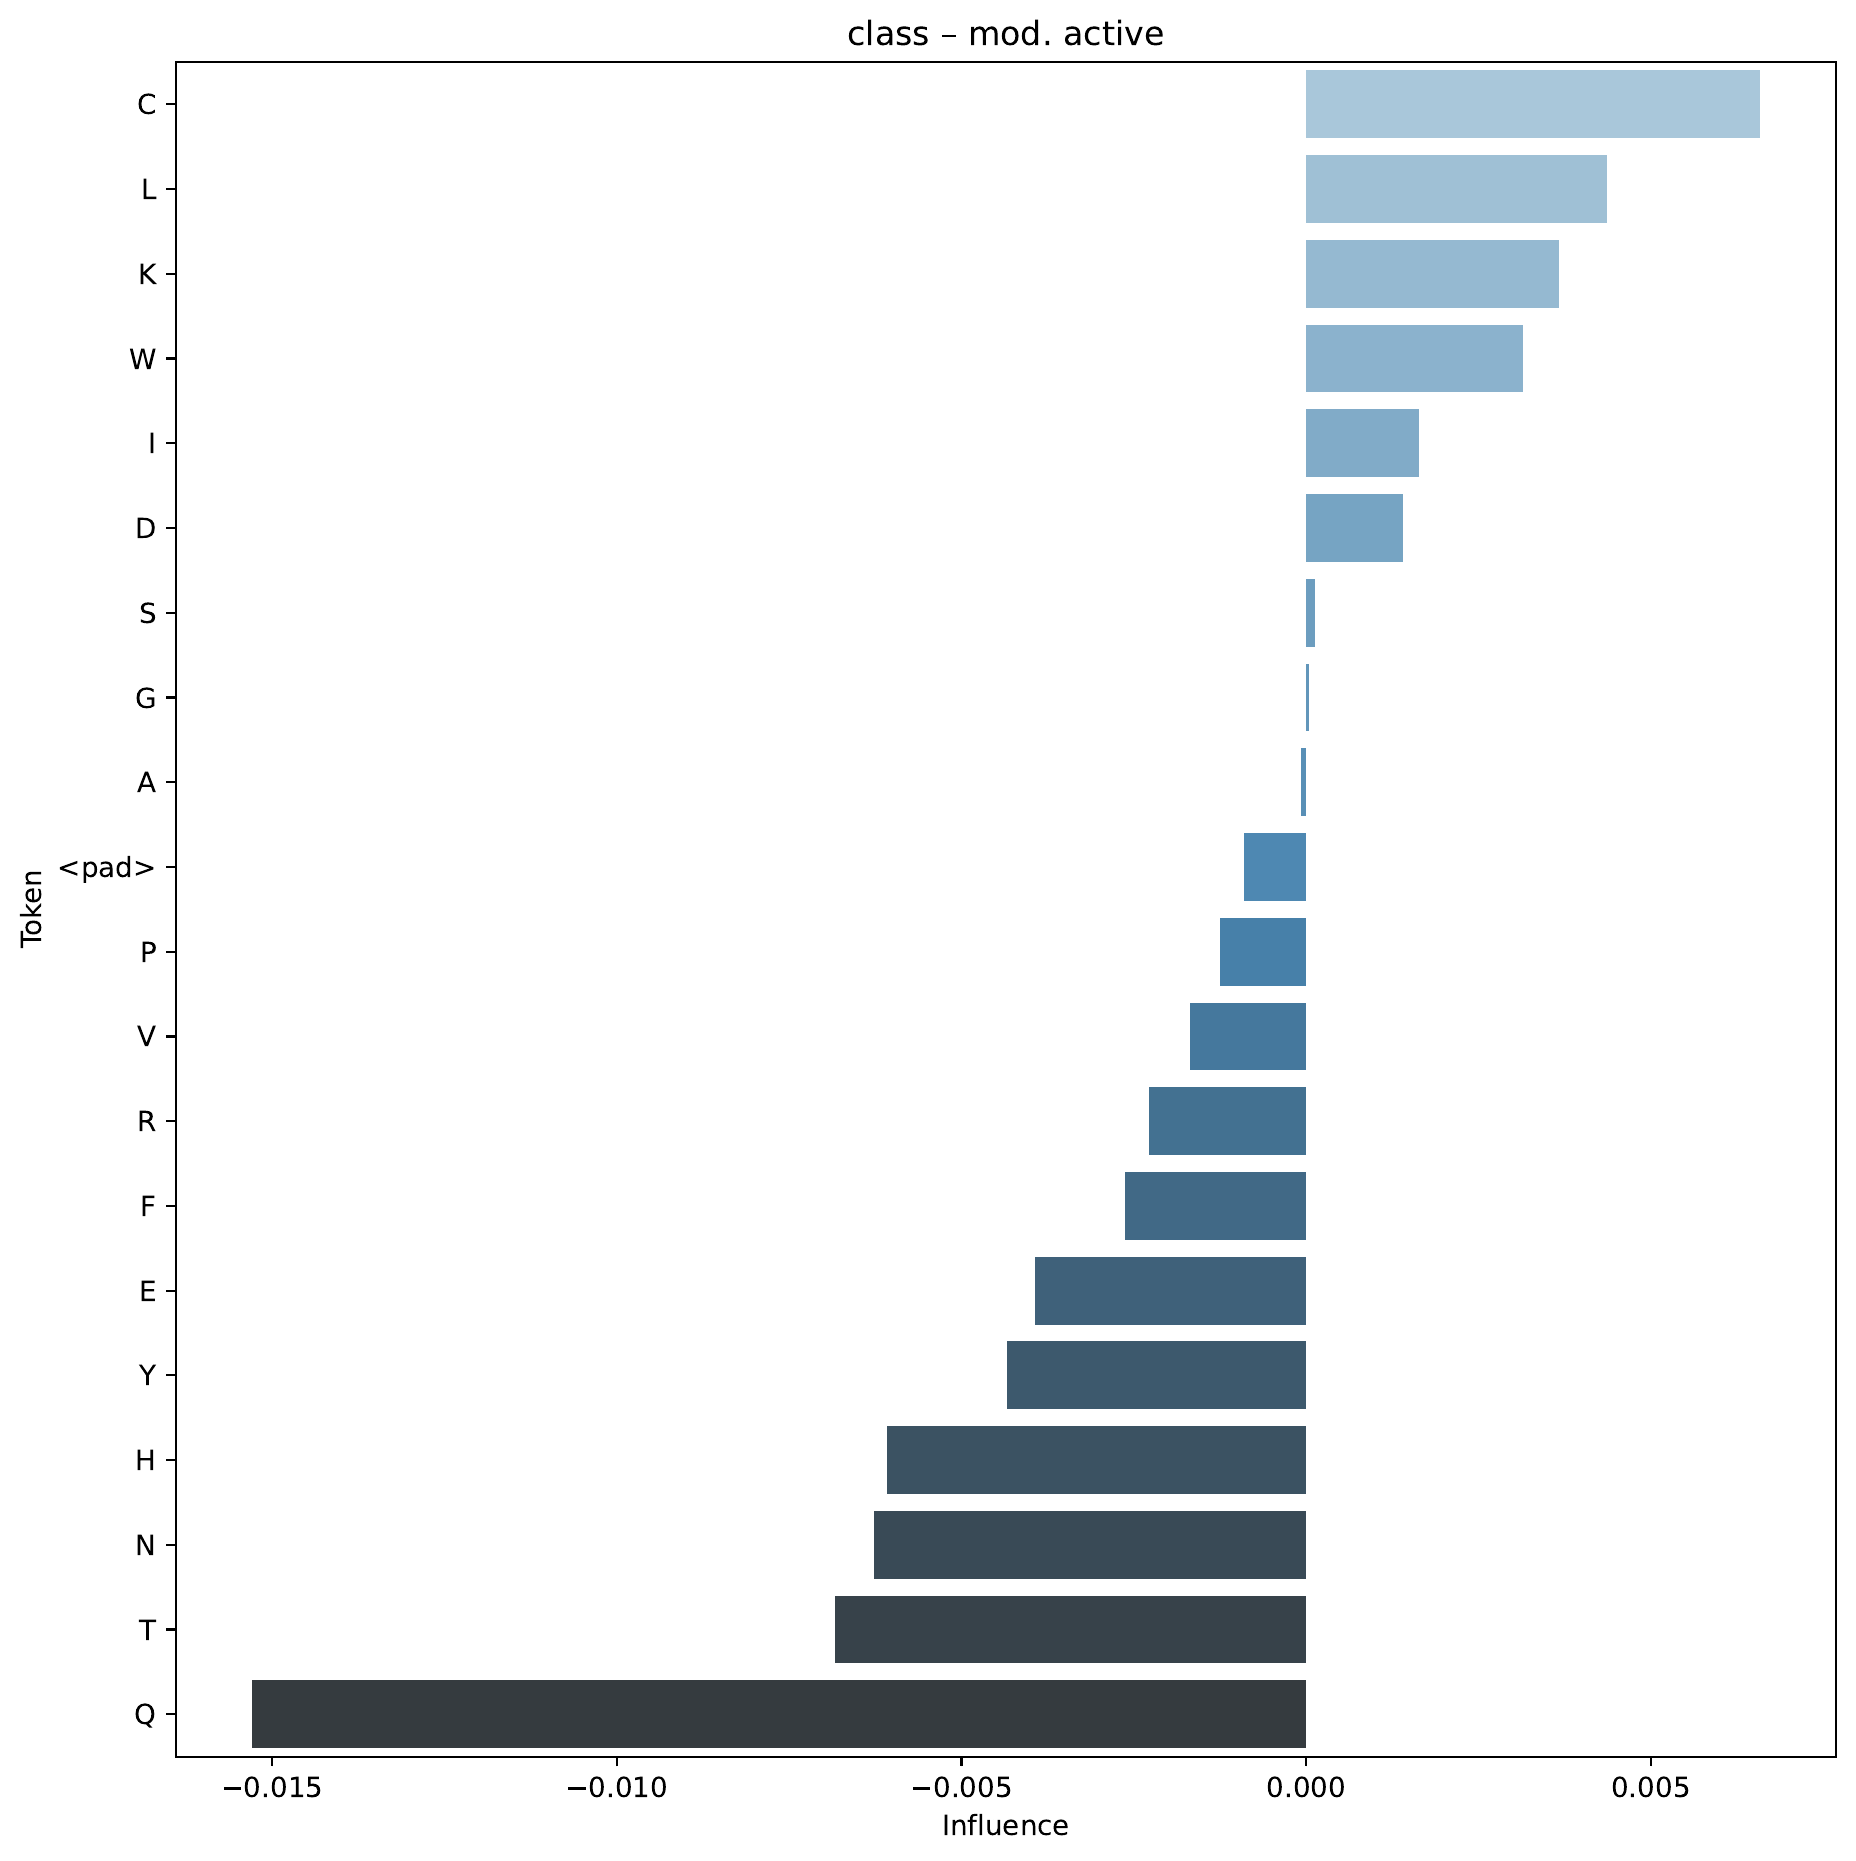 class – mod. active
C
L
K
W
I
D
S
G
A
<pad>
P
V
R
F
E
Y
H
N
T
Q
Token
−0.015 −0.010 −0.005 0.000 0.005
Influence